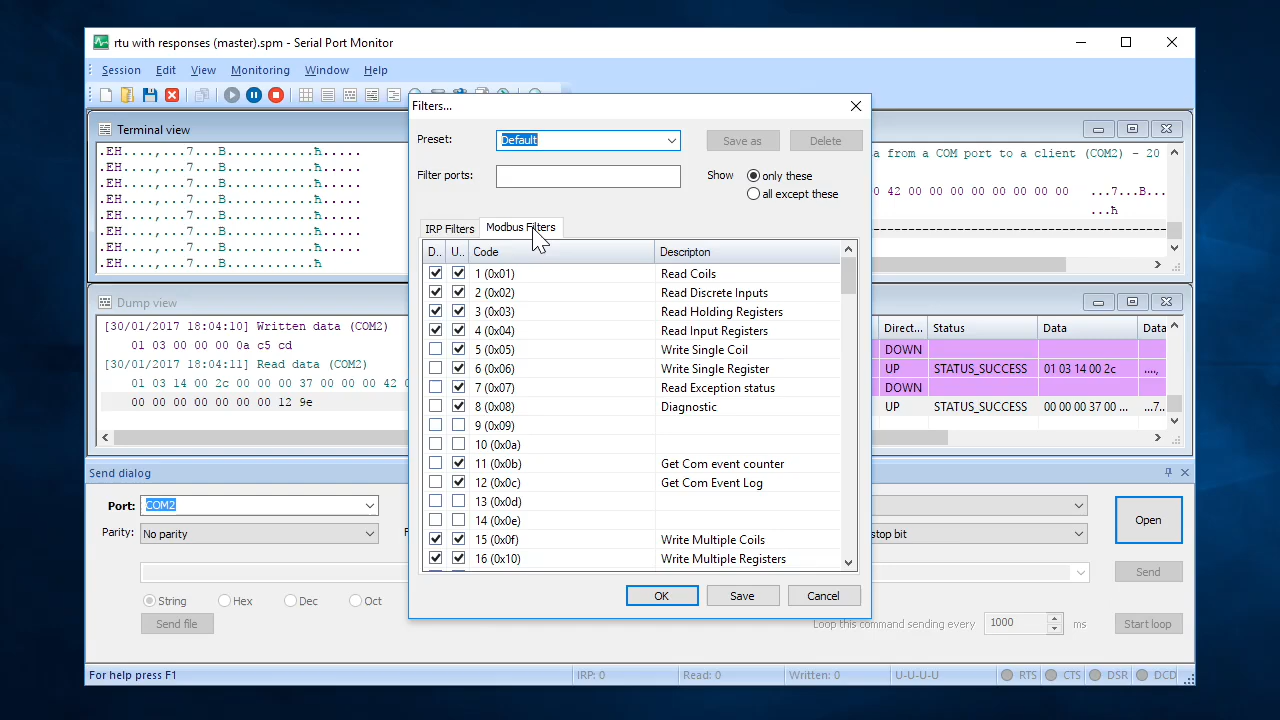 rtu with responses (master).spm - Serial Port Monitor
Session Edit View Monitoring Window Help
Terminal view
.EH....,...7...B...........ћ.....
.EH....,...7...B...........ћ.....
.EH....,...7...B...........ћ.....
.EH....,...7...B...........ћ.....
.EH....,...7...B...........ћ.....
.EH....,...7...B...........ћ.....
.EH....,...7...B...........ћ.....
.EH....,...7...B...........ћ
a from a COM port to a client (COM2) - 20
42 00 00 00 00 00 00 00 ...7...B...
...ћ
Dump view
[30/01/2017 18:04:10] Written data (COM2)
01 03 00 00 00 0a c5 cd
[30/01/2017 18:04:11] Read data (COM2)
01 03 14 00 2c 00 00 00 37 00 00 00 42 0
00 00 00 00 00 00 00 12 9e
Direct... Status Data Data
DOWN
UP STATUS_SUCCESS 01 03 14 00 2c ....,
DOWN
UP STATUS_SUCCESS 00 00 00 37 00 ... ...7..
Filters...
Preset: Default Save as Delete
Filter ports: Show only these
all except these
IRP Filters Modbus Filters
D.. U.. Code Descripton
1 (0x01) Read Coils
2 (0x02) Read Discrete Inputs
3 (0x03) Read Holding Registers
4 (0x04) Read Input Registers
5 (0x05) Write Single Coil
6 (0x06) Write Single Register
7 (0x07) Read Exception status
8 (0x08) Diagnostic
9 (0x09)
10 (0x0a)
11 (0x0b) Get Com event counter
12 (0x0c) Get Com Event Log
13 (0x0d)
14 (0x0e)
15 (0x0f) Write Multiple Coils
16 (0x10) Write Multiple Registers
OK Save Cancel
Send dialog
Port: COM2
Parity: No parity
stop bit
Open
Send
String Hex Dec Oct
Send file
Loop this command sending every 1000 ms Start loop
For help press F1 IRP: 0 Read: 0 Written: 0 U-U-U-U RTS CTS DSR DCD